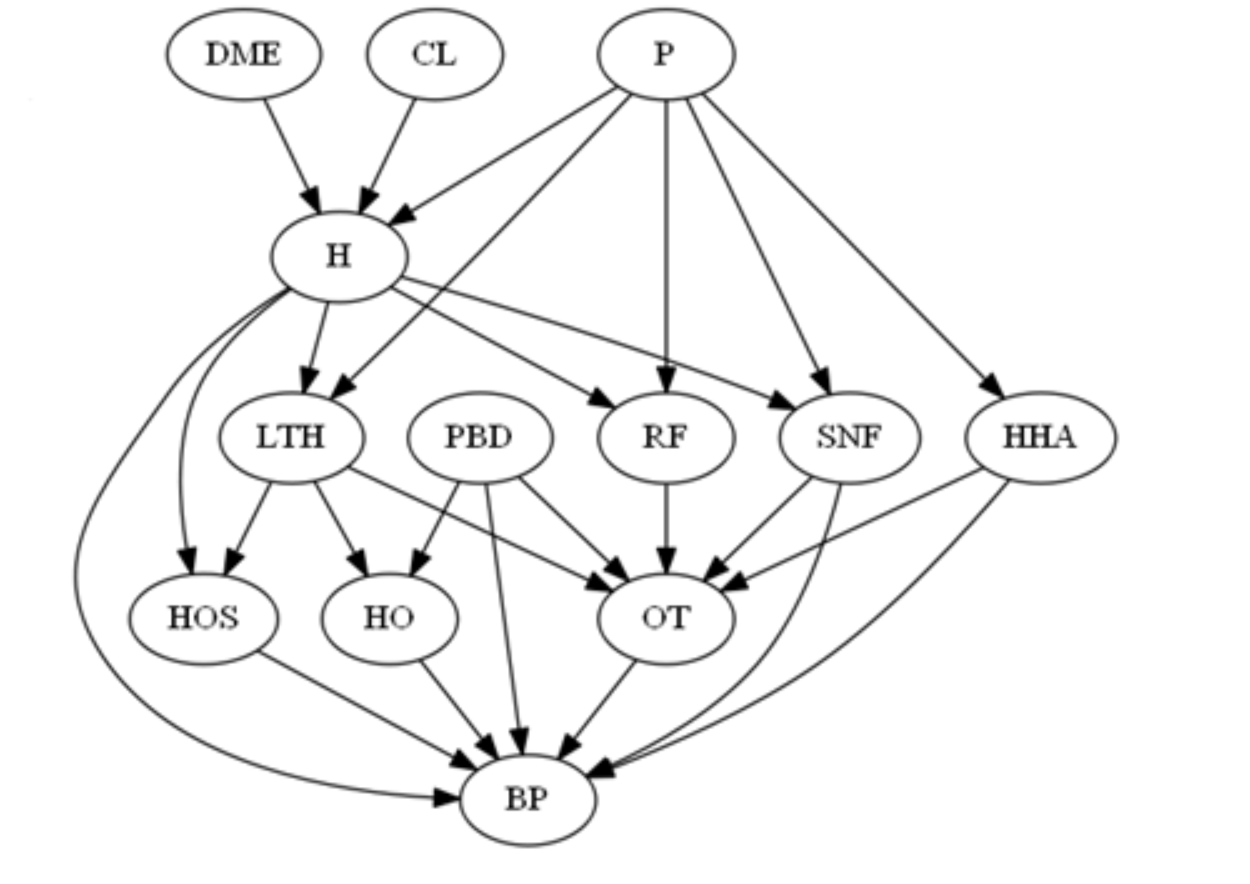 DME CL P
H
LTH PBD RF SNF HHA
HOS HO OT
BP